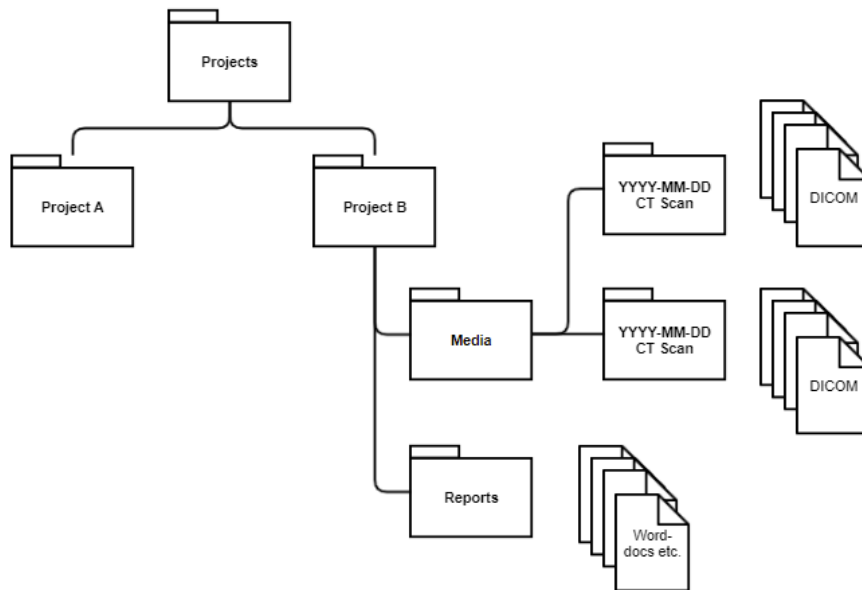 Projects
Project A
Project B
YYYY-MM-DD
CT Scan
DICOM
Media
YYYY-MM-DD
CT Scan
DICOM
Reports
Word-
docs etc.